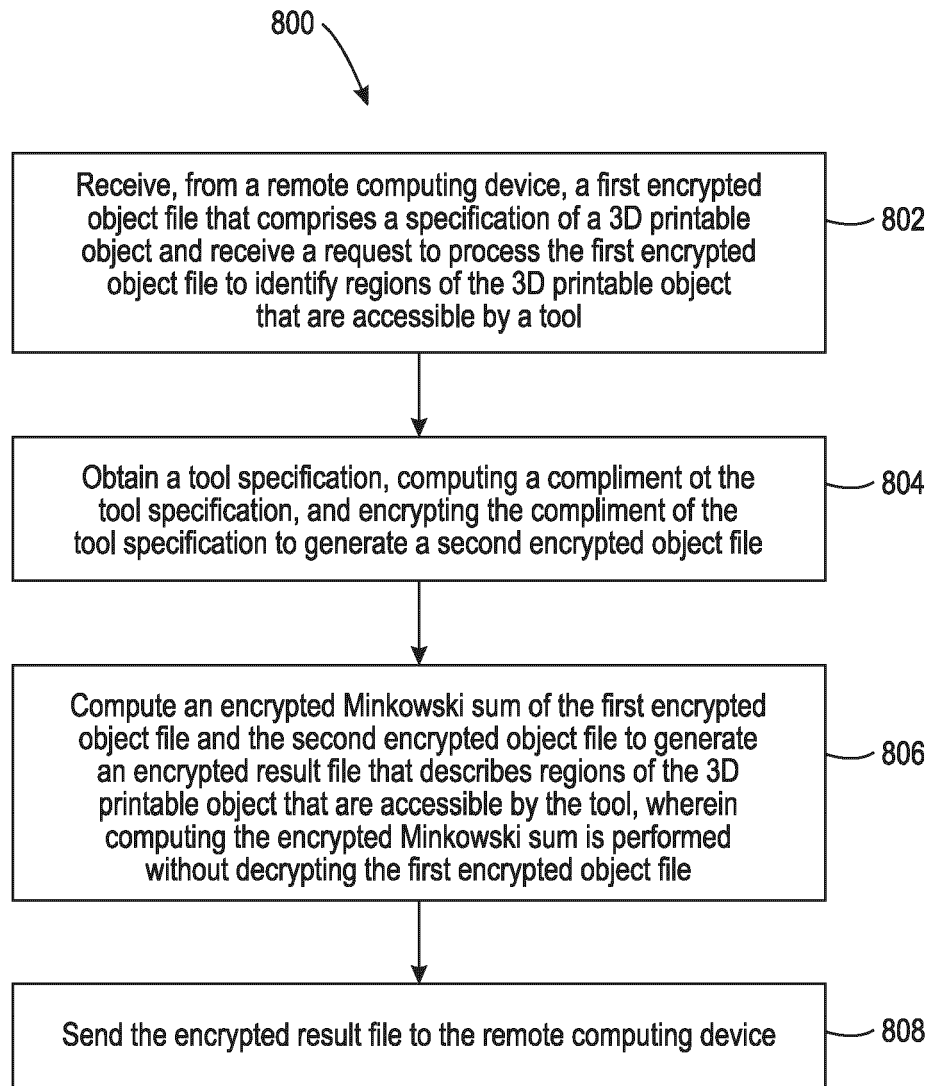 800
Receive, from a remote computing device, a first encrypted
object file that comprises a specification of a 3D printable
object and receive a request to process the first encrypted
object file to identify regions of the 3D printable object
that are accessible by a tool
802
Obtain a tool specification, computing a compliment ot the
tool specification, and encrypting the compliment of the
tool specification to generate a second encrypted object file
804
Compute an encrypted Minkowski sum of the first encrypted
object file and the second encrypted object file to generate
an encrypted result file that describes regions of the 3D
printable object that are accessible by the tool, wherein
computing the encrypted Minkowski sum is performed
without decrypting the first encrypted object file
806
Send the encrypted result file to the remote computing device
808